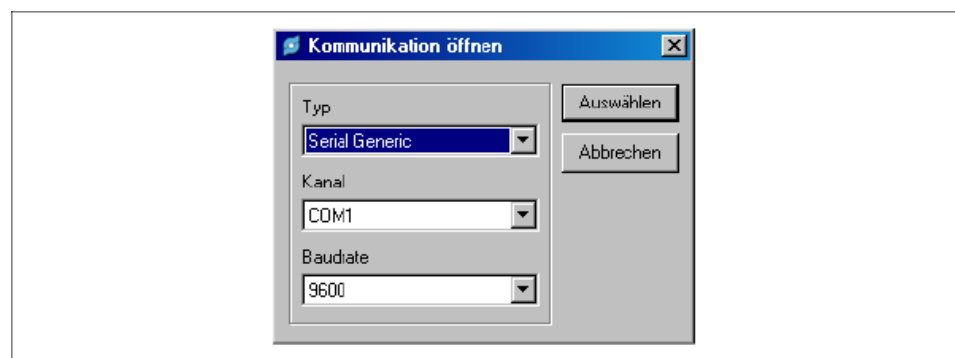 Kommunikation öffnen
Typ
Auswählen
Serial Generic
Abbrechen
Kanal
COM1
Baudrate
9600